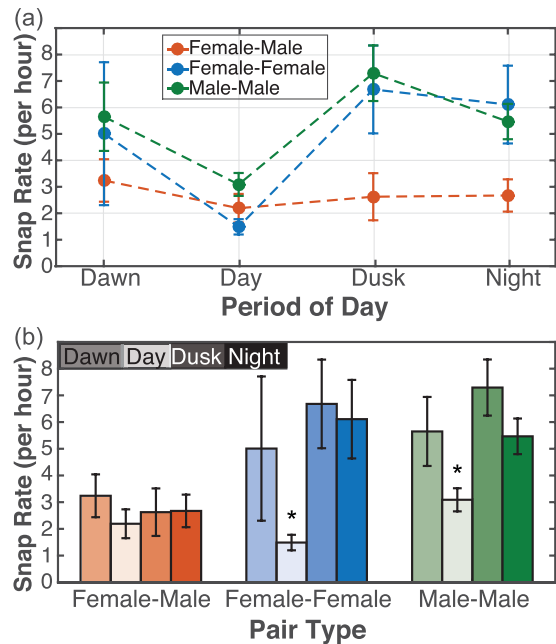 (a)
Snap Rate (per hour)
9
8
7
6
5
4
3
2
1
0
Female-Male
Female-Female
Male-Male
Dawn
Day
Dusk
Night
Period of Day
(b)
Snap Rate (per hour)
8
7
6
5
4
3
2
1
0
Dawn Day Dusk Night
*
*
Female-Male
Female-Female
Male-Male
Pair Type